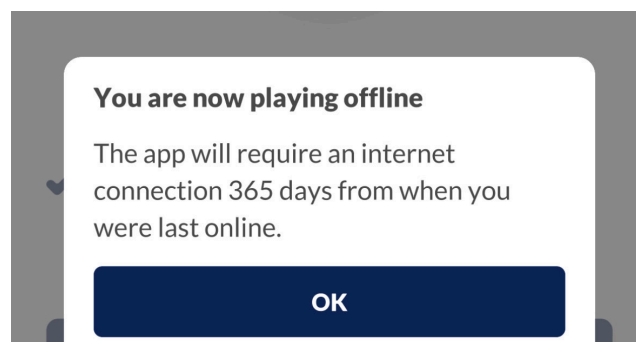 You are now playing offline
The app will require an internet
connection 365 days from when you
were last online.
OK